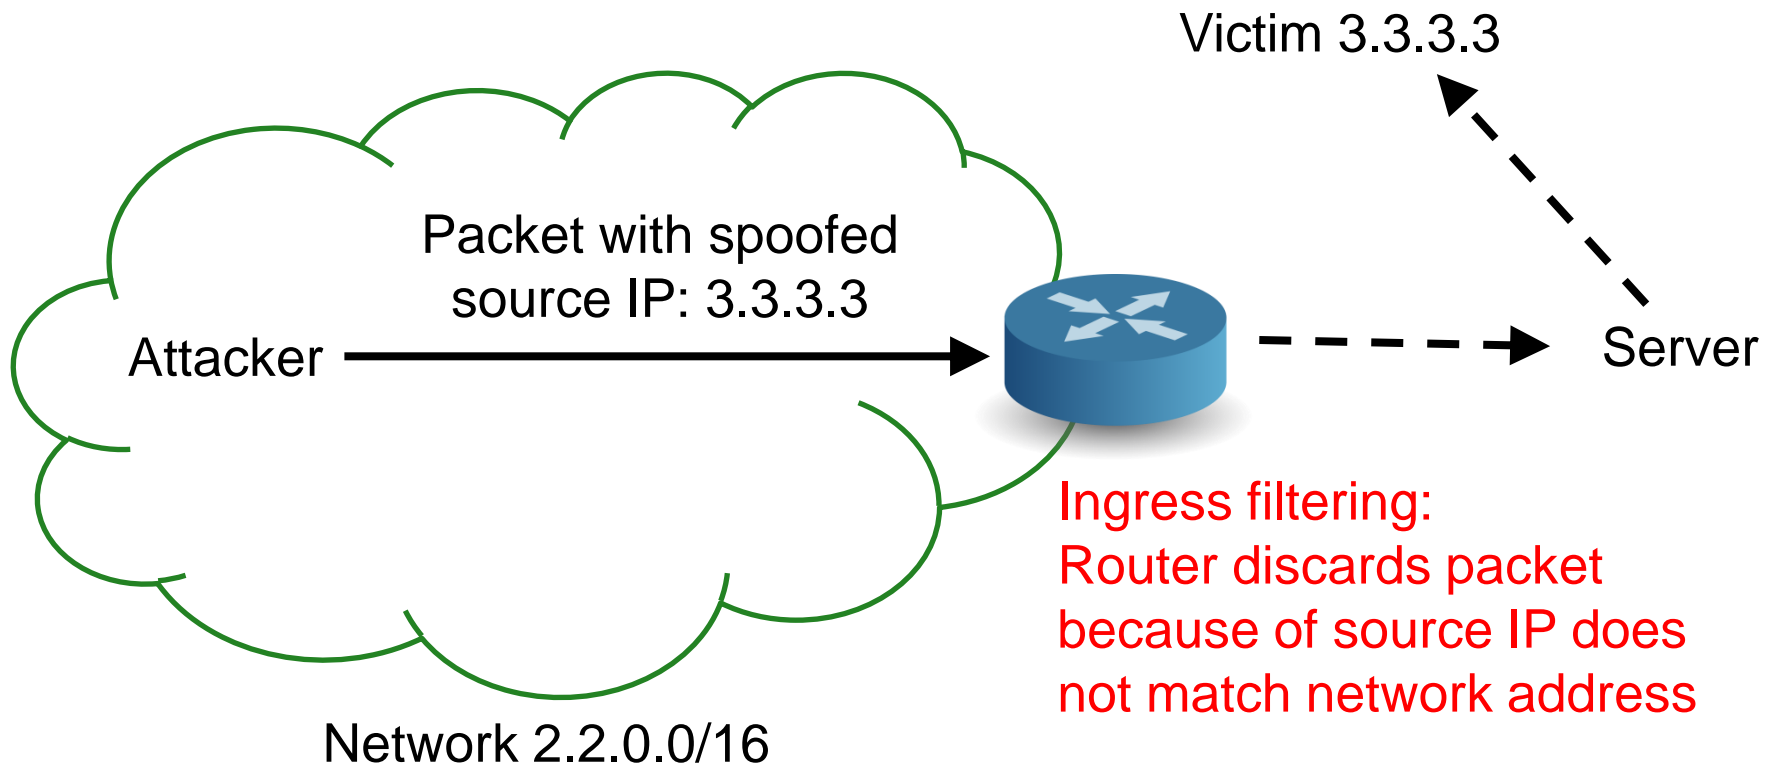 Victim 3.3.3.3
Packet with spoofed
source IP: 3.3.3.3
Attacker
Server
Ingress filtering:
Router discards packet
because of source IP does
not match network address
Network 2.2.0.0/16